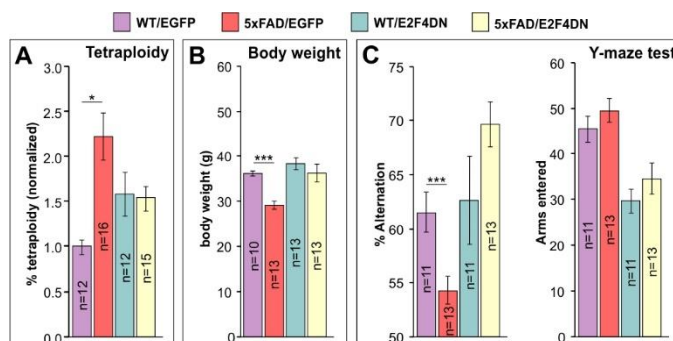 WT/EGFP 5xFAD/EGFP WT/E2F4DN 5xFAD/E2F4DN
A Tetraploidy
% tetraploidy (normalized)
3.0
2.5
2.0
1.5
1.0
0.5
0.0
*
n=12
n=16
n=12
n=15
B Body weight
body weight (g)
60
50
40
30
20
10
0
***
n=10
n=13
n=13
n=13
C Y-maze test
% Alternation
75
70
65
60
55
50
***
n=11
n=13
n=11
n=13
Arms entered
60
50
40
30
20
10
0
n=11
n=13
n=11
n=13